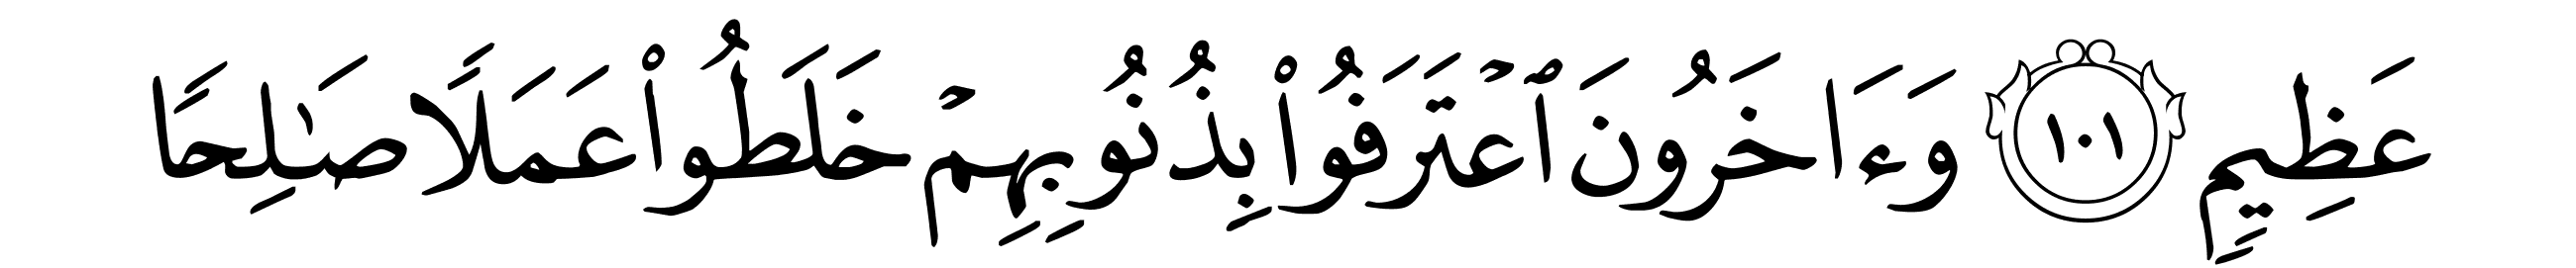 عَظِيمٍۢ ١٠١ وَءَاخَرُونَ ٱعْتَرَفُوا۟ بِذُنُوبِهِمْ خَلَطُوا۟ عَمَلًۭا صَـٰلِحًۭا